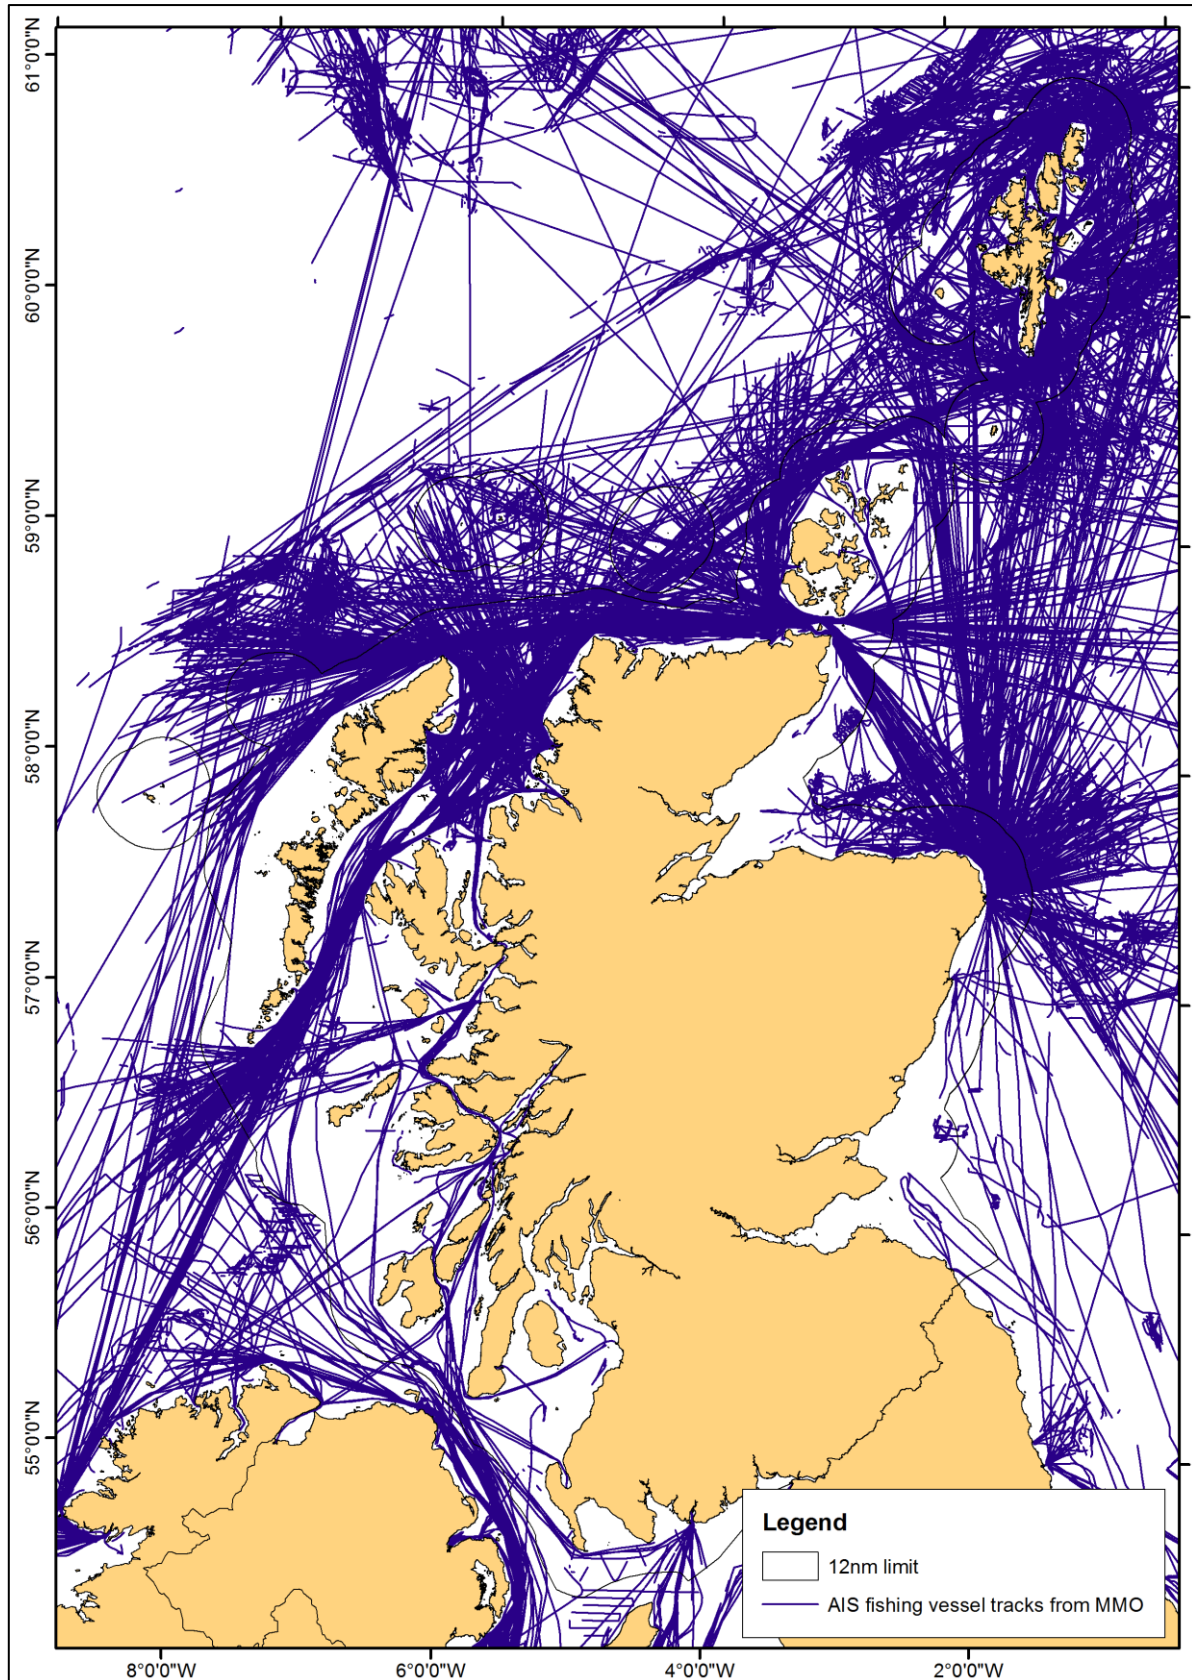 61°0'0"N
60°0'0"N
59°0'0"N
58°0'0"N
57°0'0"N
56°0'0"N
55°0'0"N
Legend
12nm limit
AIS fishing vessel tracks from MMO
8°0'0"W
6°0'0"W
4°0'0"W
2°0'0"W